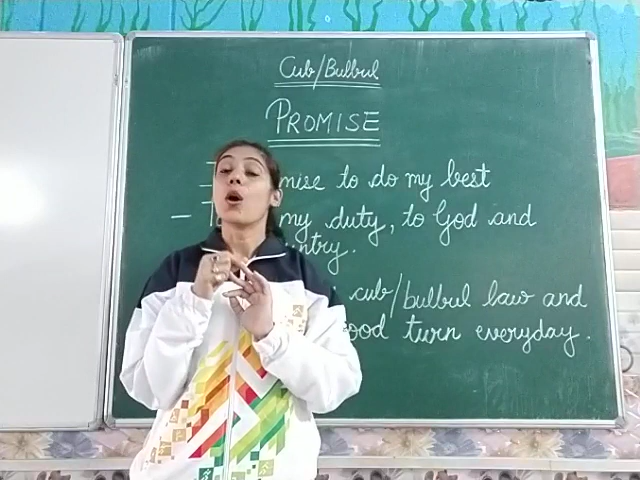 Cub/Bulbul
PROMISE
to do my best
my duty, to God and
cub/bulbul law and
turn everyday.